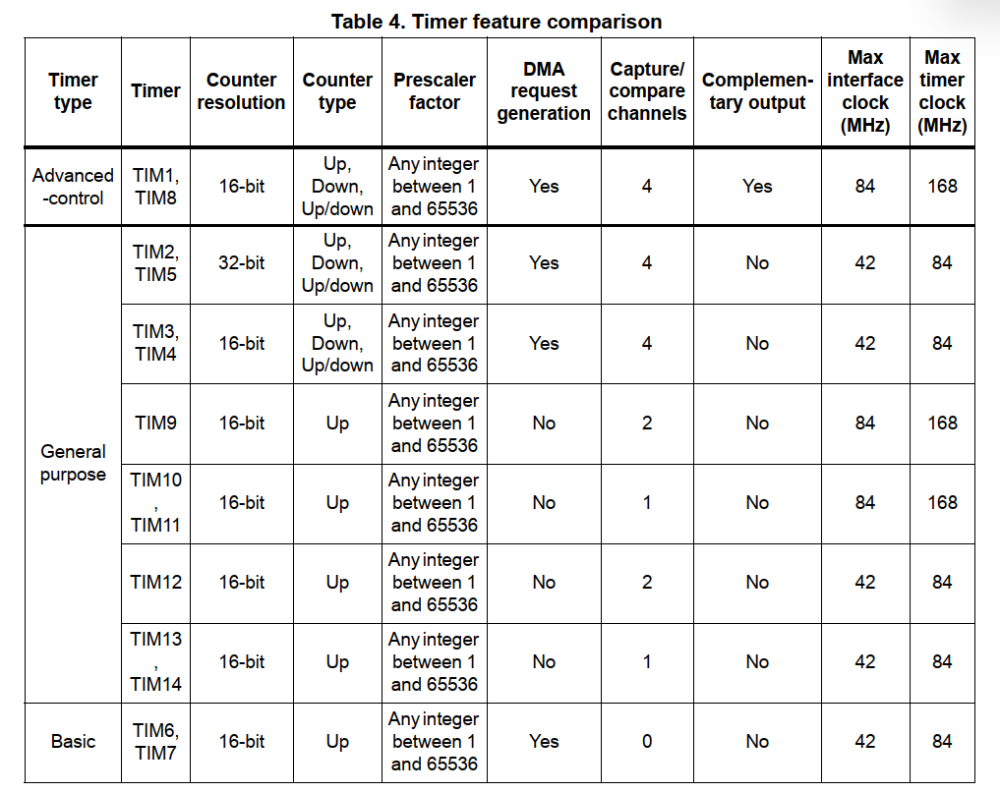 Table 4. Timer feature comparison
Timer type | Timer | Counter resolution | Counter type | Prescaler factor | DMA request generation | Capture/ compare channels | Complemen- tary output | Max interface clock (MHz) | Max timer clock (MHz)
Advanced -control | TIM1, TIM8 | 16-bit | Up, Down, Up/down | Any integer between 1 and 65536 | Yes | 4 | Yes | 84 | 168
General purpose | TIM2, TIM5 | 32-bit | Up, Down, Up/down | Any integer between 1 and 65536 | Yes | 4 | No | 42 | 84
TIM3, TIM4 | 16-bit | Up, Down, Up/down | Any integer between 1 and 65536 | Yes | 4 | No | 42 | 84
TIM9 | 16-bit | Up | Any integer between 1 and 65536 | No | 2 | No | 84 | 168
TIM10 , TIM11 | 16-bit | Up | Any integer between 1 and 65536 | No | 1 | No | 84 | 168
TIM12 | 16-bit | Up | Any integer between 1 and 65536 | No | 2 | No | 42 | 84
TIM13 , TIM14 | 16-bit | Up | Any integer between 1 and 65536 | No | 1 | No | 42 | 84
Basic | TIM6, TIM7 | 16-bit | Up | Any integer between 1 and 65536 | Yes | 0 | No | 42 | 84